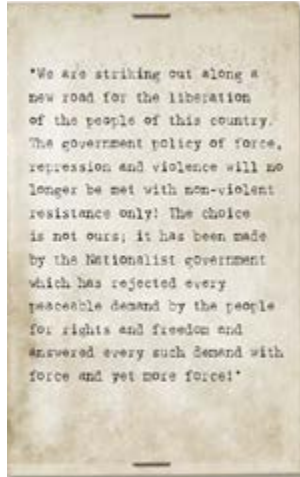 "We are striking out along a
new road for the liberation
of the people of this country.
The government policy of force,
repression and violence will no
longer be met with non-violent
resistance only! The choice
is not ours; it has been made
by the Nationalist government
which has rejected every
peaceable demand by the people
for rights and freedom and
answered every such demand with
force and yet more force!"